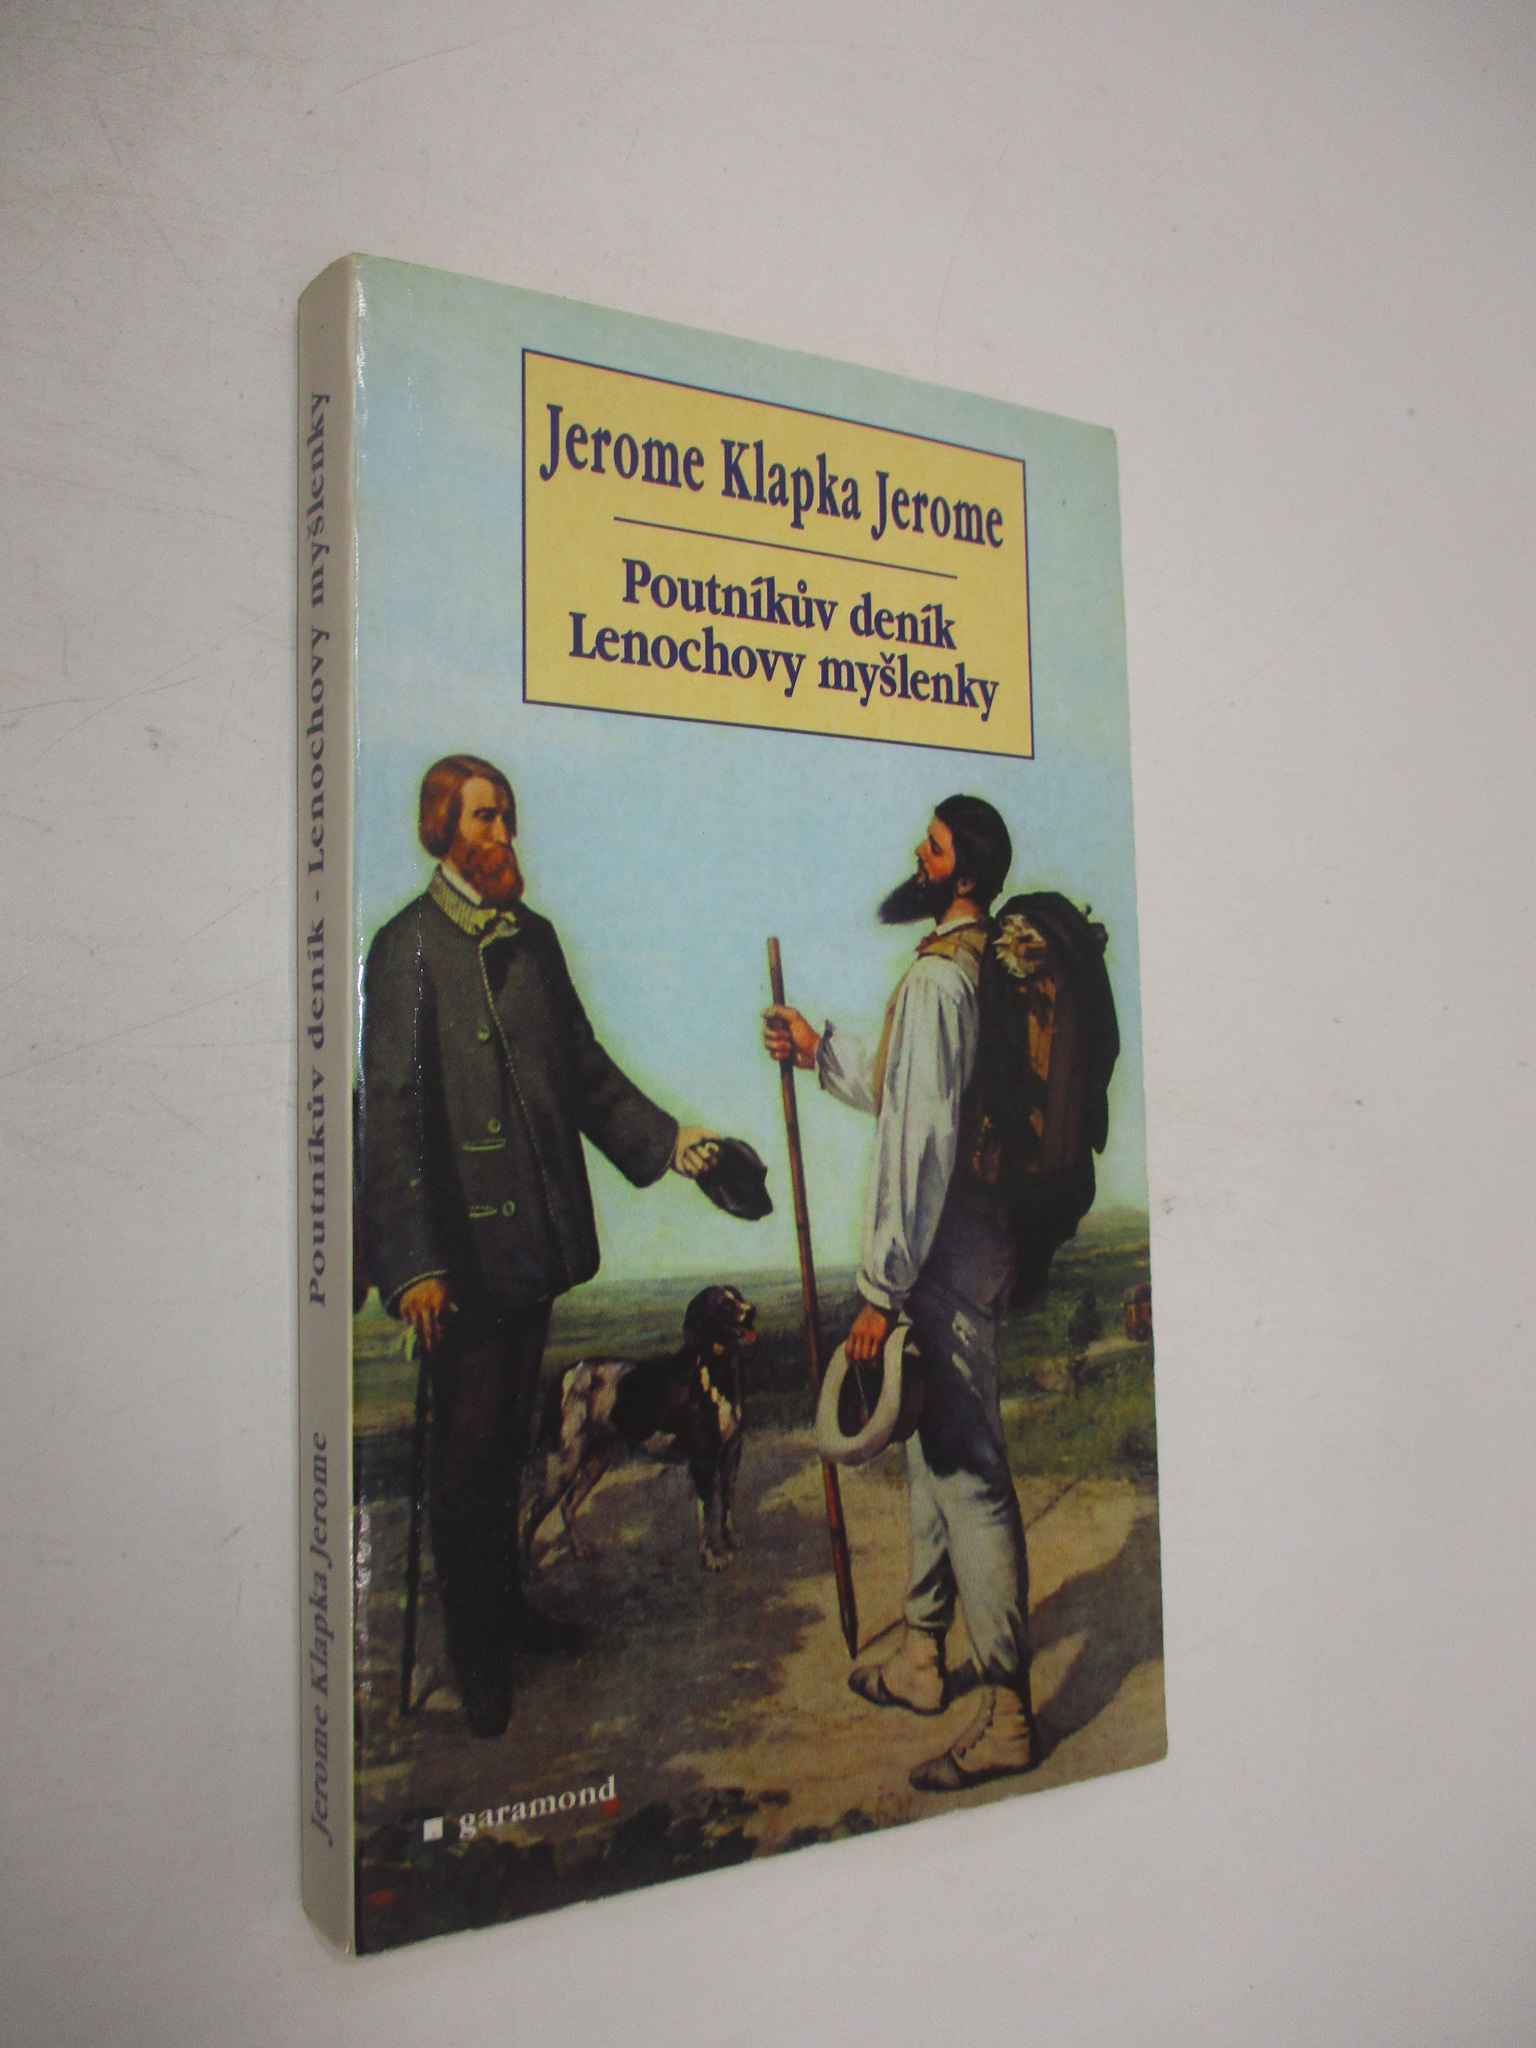 Jerome Klapka Jerome
Poutníkův deník
Lenochovy myšlenky
garamond
Jerome Klapka Jerome Poutníkův deník - Lenochovy myšlenky